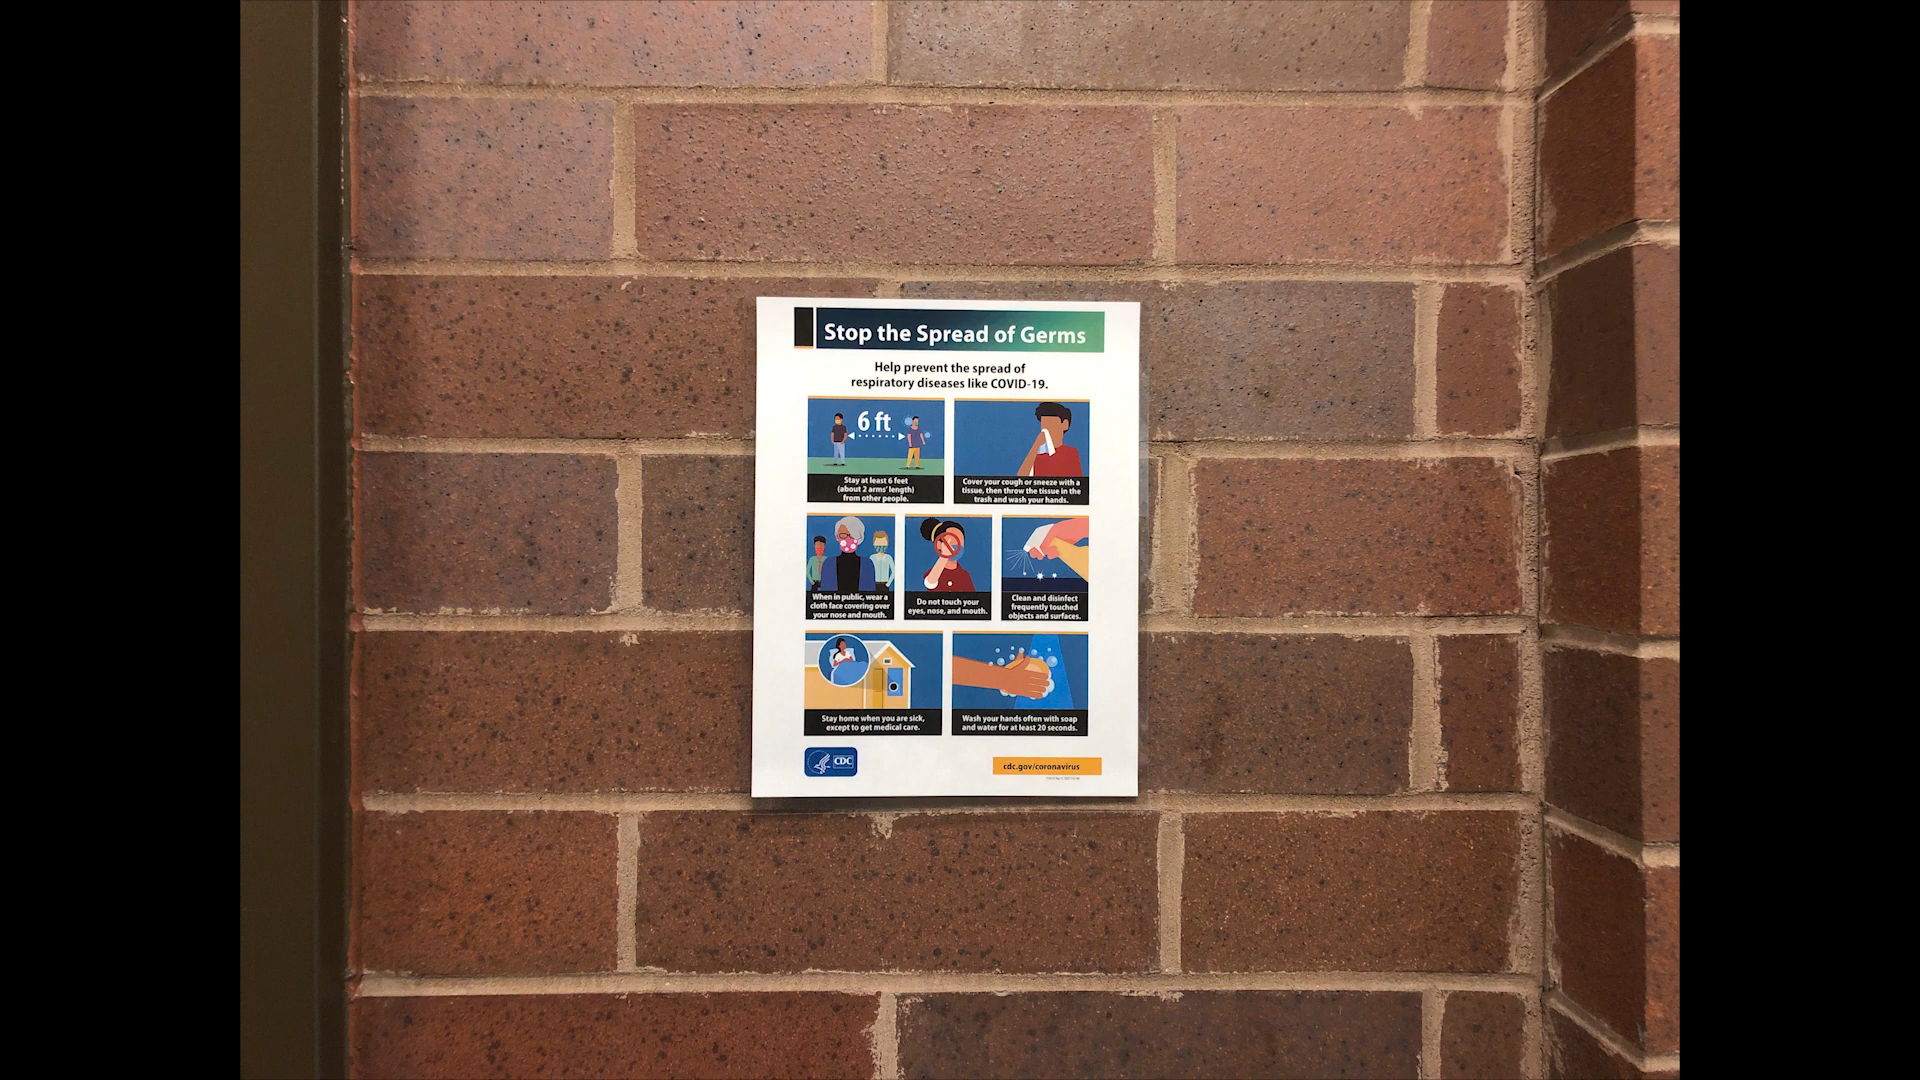 Stop the Spread of Germs
Help prevent the spread of
respiratory diseases like COVID-19.
6 ft
Stay at least 6 feet
(about 2 arms' length)
from other people.
Cover your cough or sneeze with a
tissue, then throw the tissue in the
trash and wash your hands.
When in public, wear a
cloth face covering over
your nose and mouth.
Do not touch your
eyes, nose, and mouth.
Clean and disinfect
frequently touched
objects and surfaces.
Stay home when you are sick,
except to get medical care.
Wash your hands often with soap
and water for at least 20 seconds.
CDC
cdc.gov/coronavirus